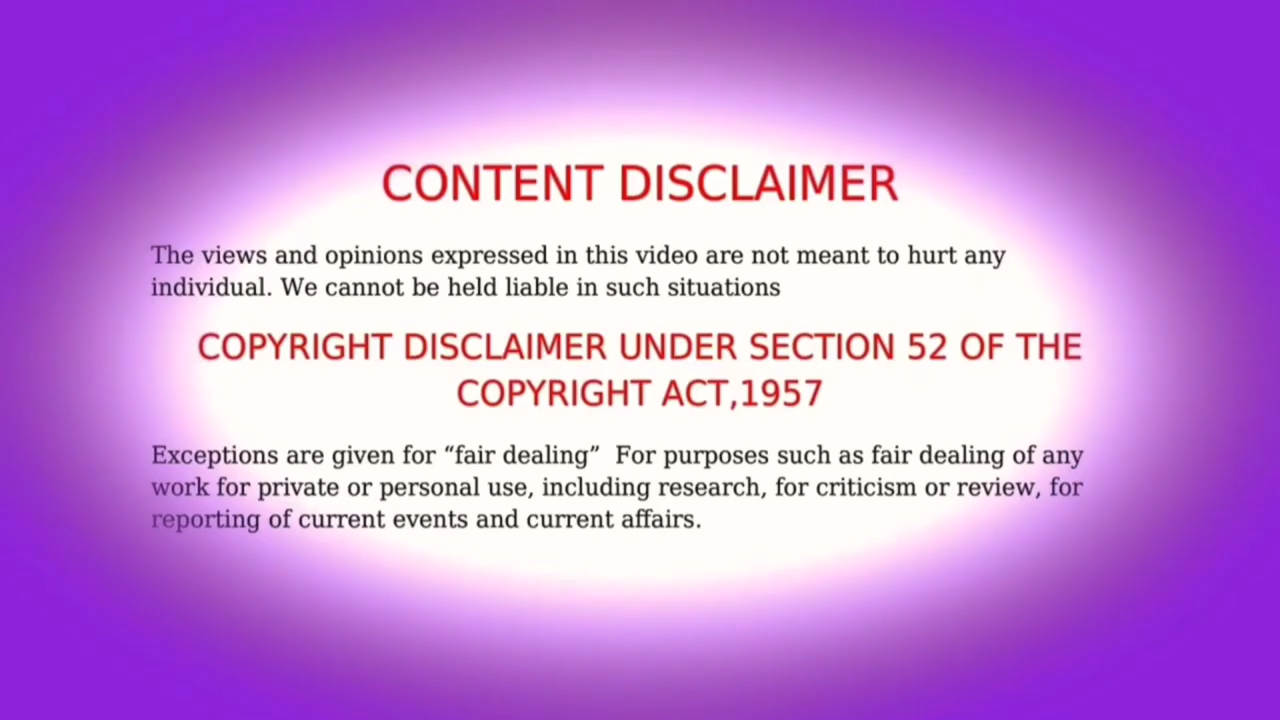 CONTENT DISCLAIMER
The views and opinions expressed in this video are not meant to hurt any
individual. We cannot be held liable in such situations
COPYRIGHT DISCLAIMER UNDER SECTION 52 OF THE
COPYRIGHT ACT,1957
Exceptions are given for “fair dealing”  For purposes such as fair dealing of any
work for private or personal use, including research, for criticism or review, for
reporting of current events and current affairs.